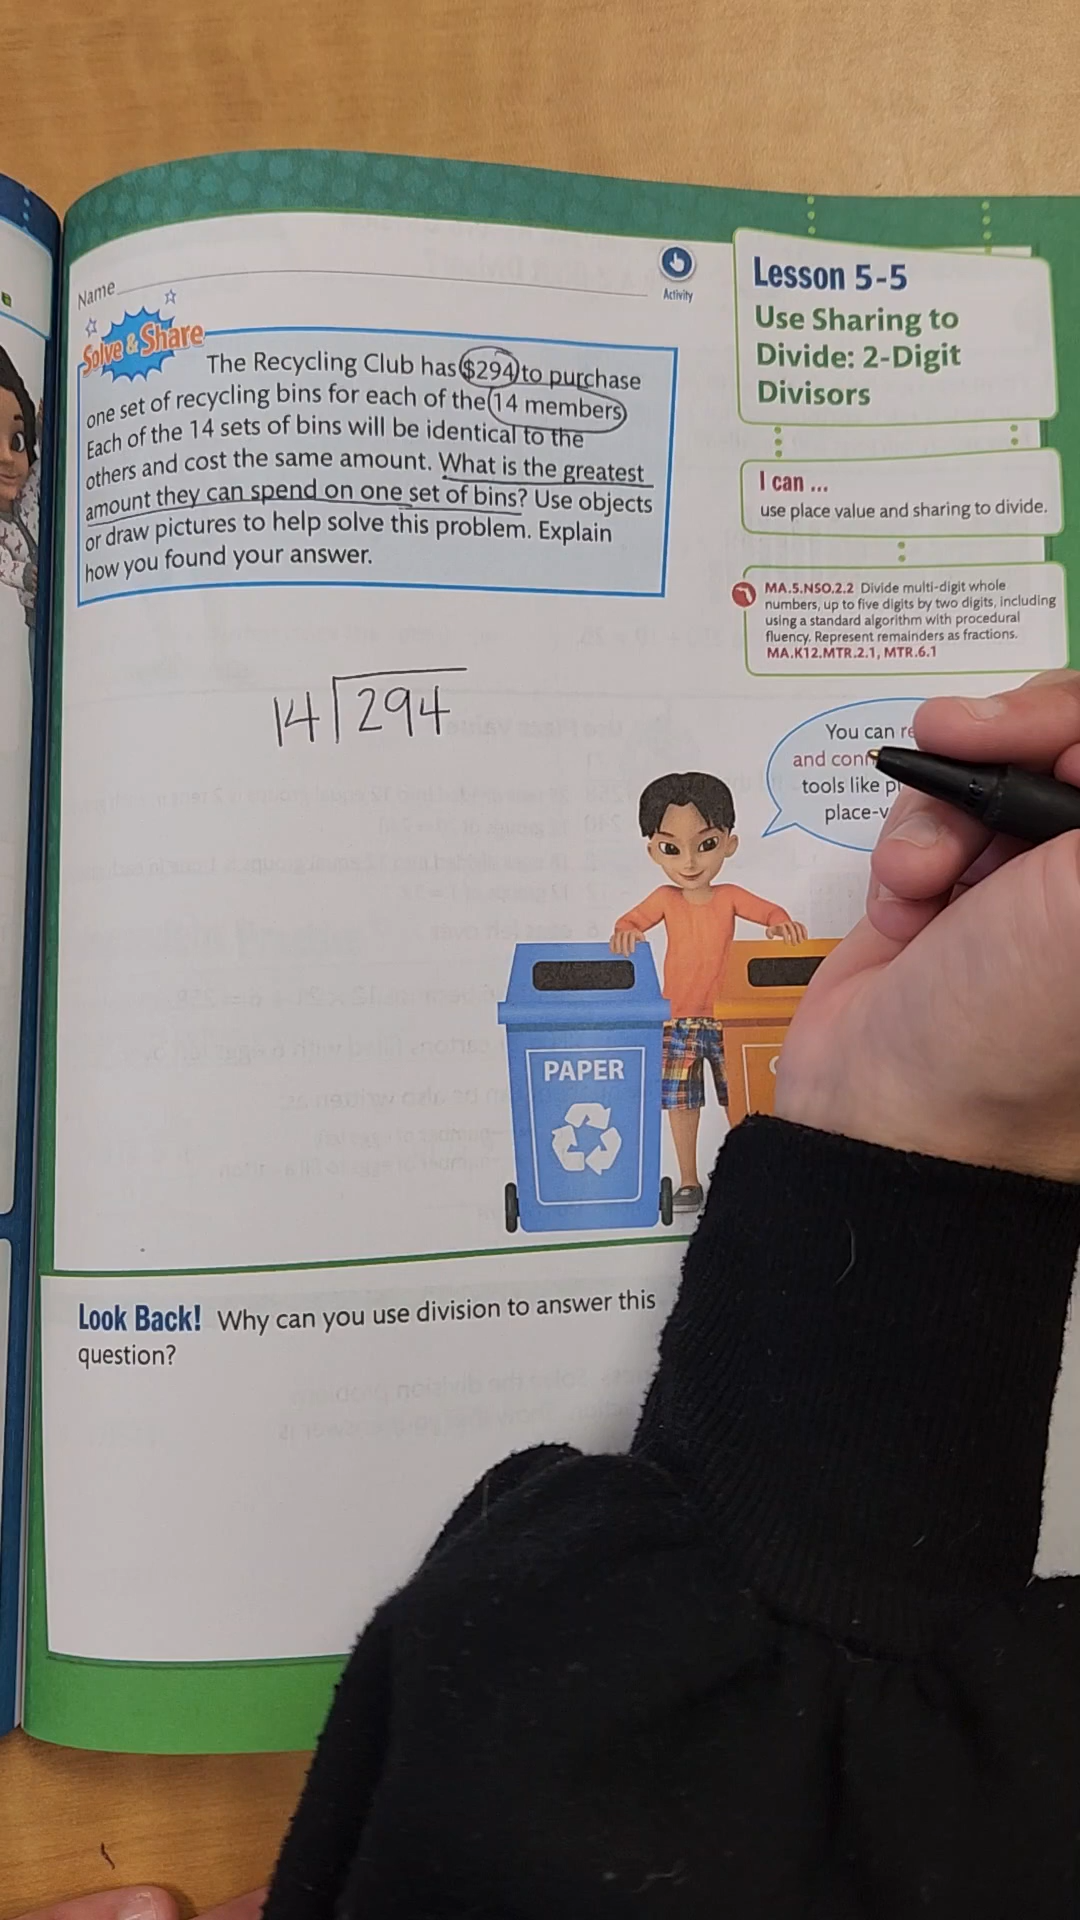 Name
Activity
Solve & Share
The Recycling Club has $294 to purchase
one set of recycling bins for each of the 14 members
Each of the 14 sets of bins will be identical to the
others and cost the same amount. What is the greatest
amount they can spend on one set of bins? Use objects
or draw pictures to help solve this problem. Explain
how you found your answer.
Lesson 5-5
Use Sharing to
Divide: 2-Digit
Divisors
I can ...
use place value and sharing to divide.
MA.5.NSO.2.2 Divide multi-digit whole
numbers, up to five digits by two digits, including
using a standard algorithm with procedural
fluency. Represent remainders as fractions.
MA.K12.MTR.2.1, MTR.6.1
14 294
You can
and
tools like
PAPER
Look Back! Why can you use division to answer this
question?